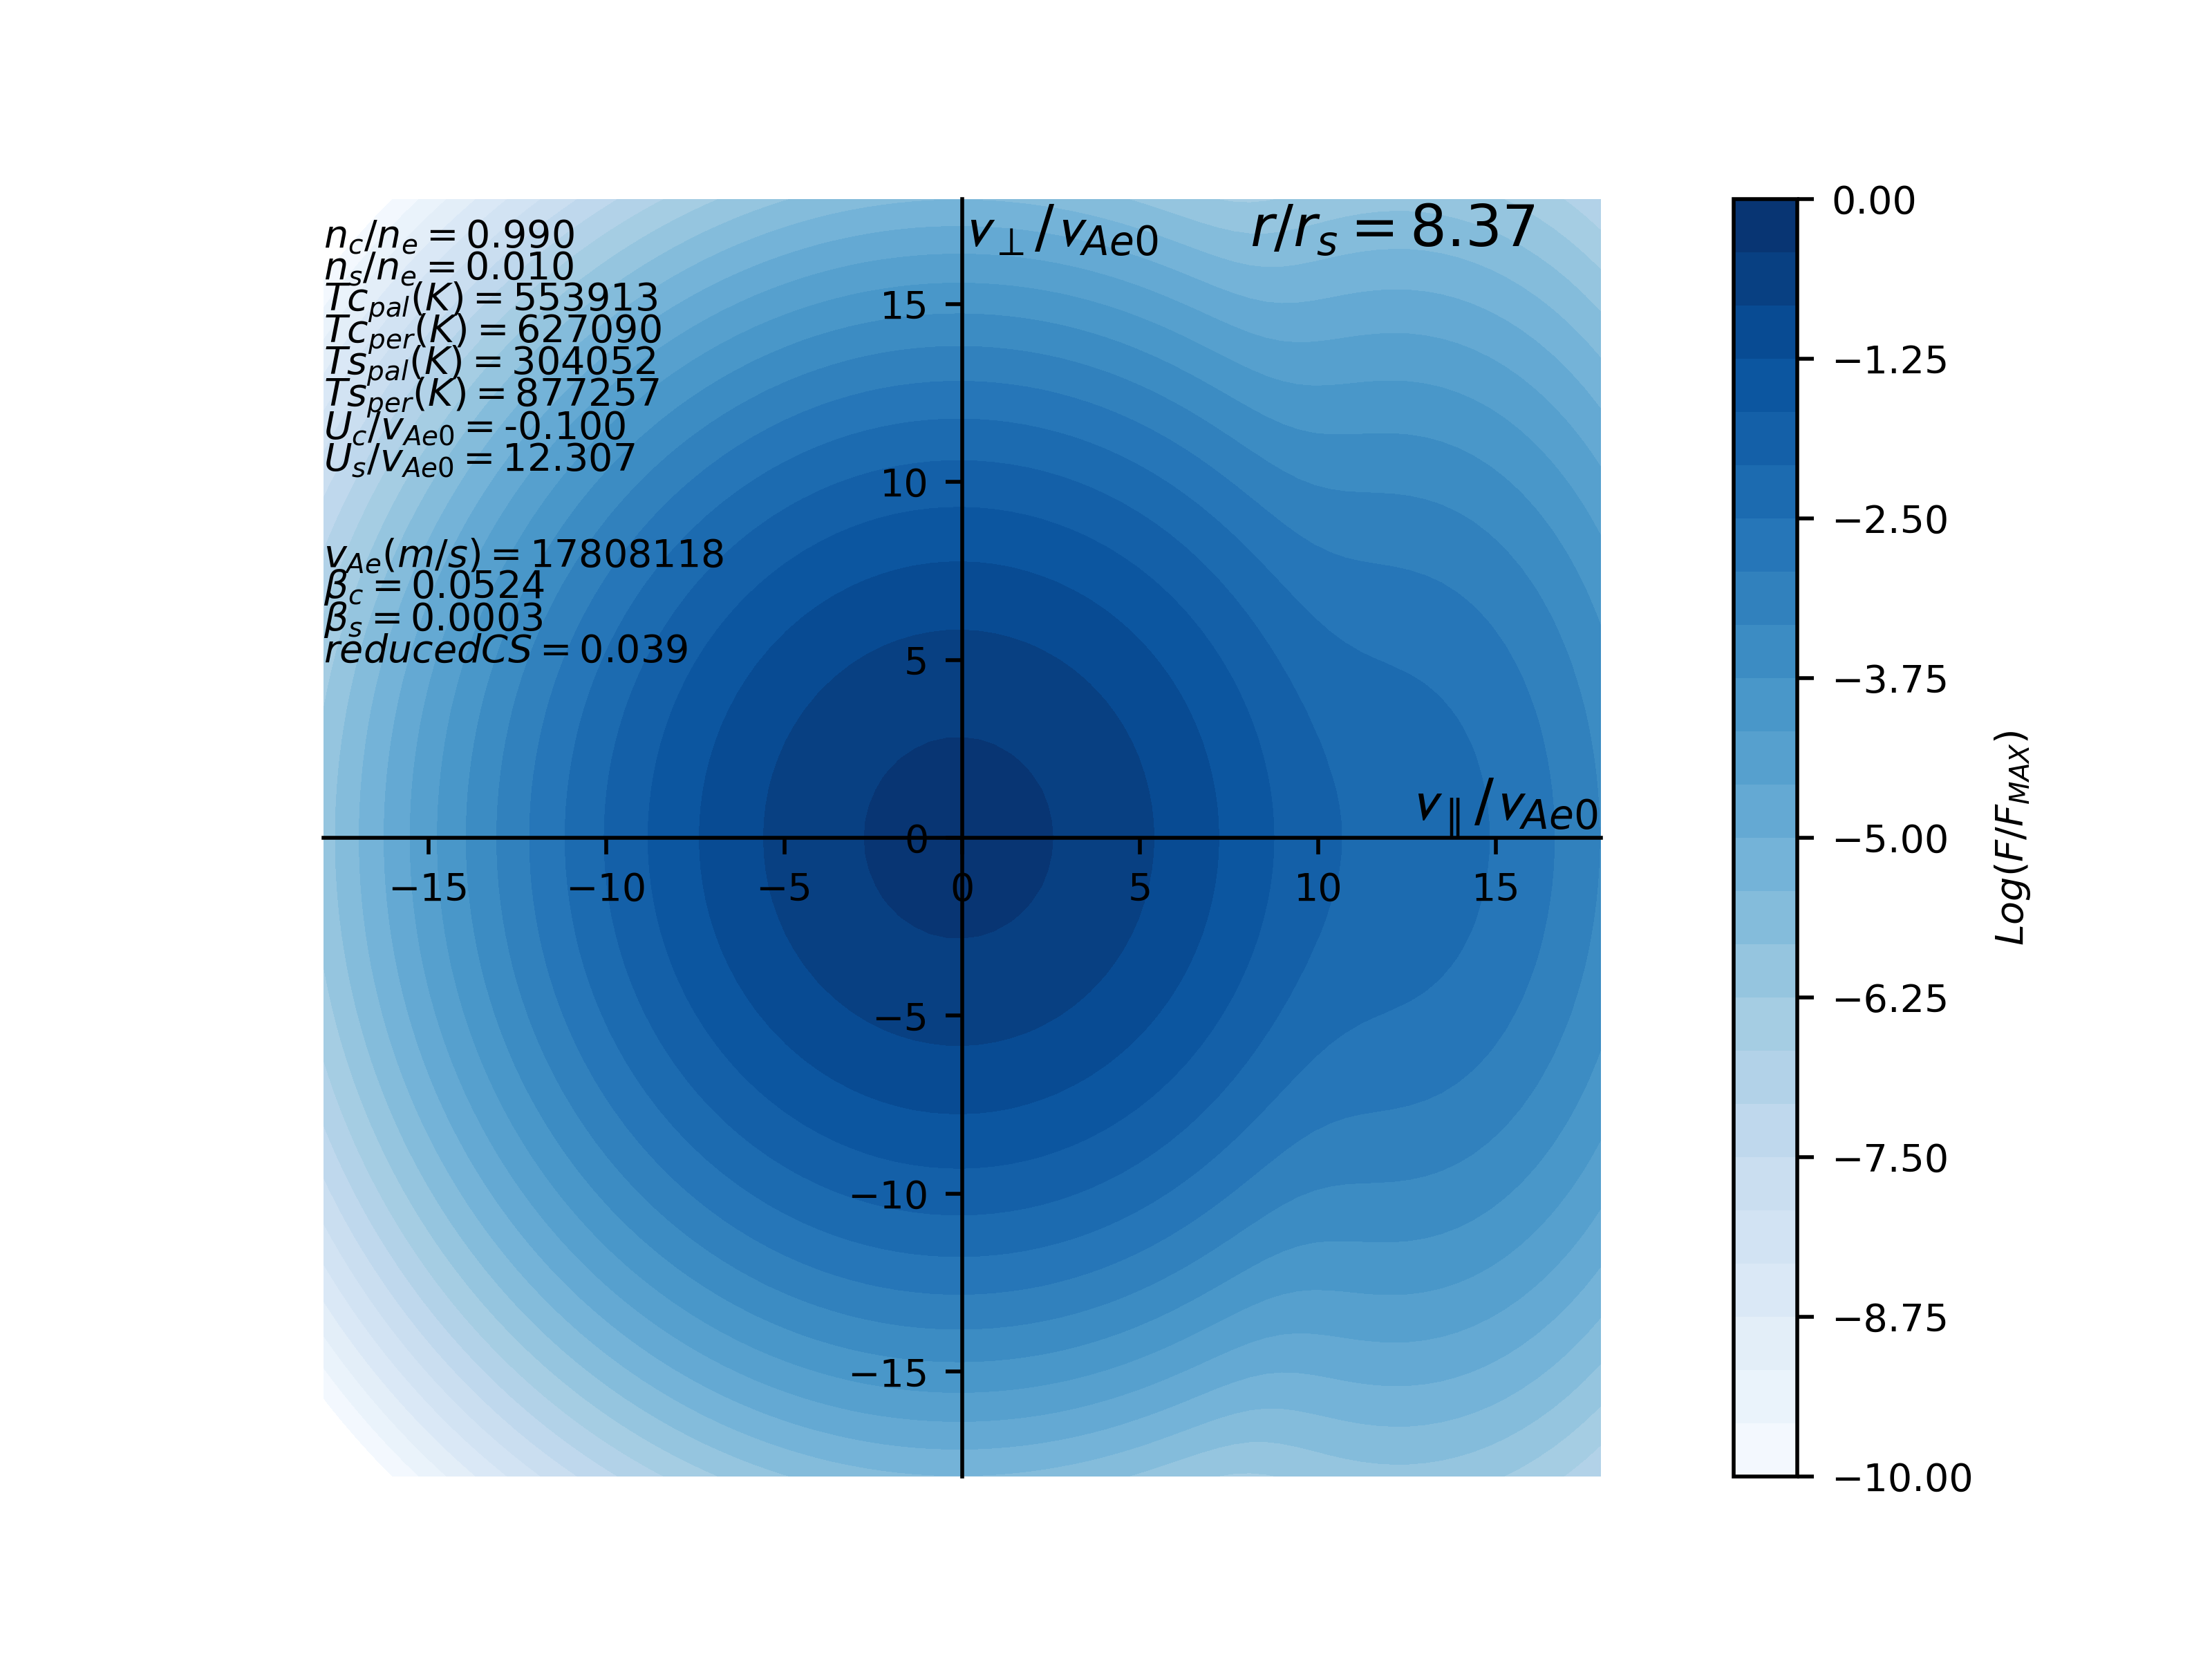 n_c/n_e = 0.990
n_s/n_e = 0.010
Tc_pal(K) = 553913
Tc_per(K) = 627090
Ts_pal(K) = 304052
Ts_per(K) = 877257
U_c/v_Ae0 = -0.100
U_s/v_Ae0 = 12.307
v_Ae(m/s) = 17808118
β_c = 0.0524
β_s = 0.0003
reducedCS = 0.039
v_⊥/v_Ae0
r/r_s = 8.37
15
10
5
0
−5
−10
−15
v_∥/v_Ae0
−15
−10
−5
0
5
10
15
0.00
−1.25
−2.50
−3.75
−5.00
−6.25
−7.50
−8.75
−10.00
Log(F/F_MAX)